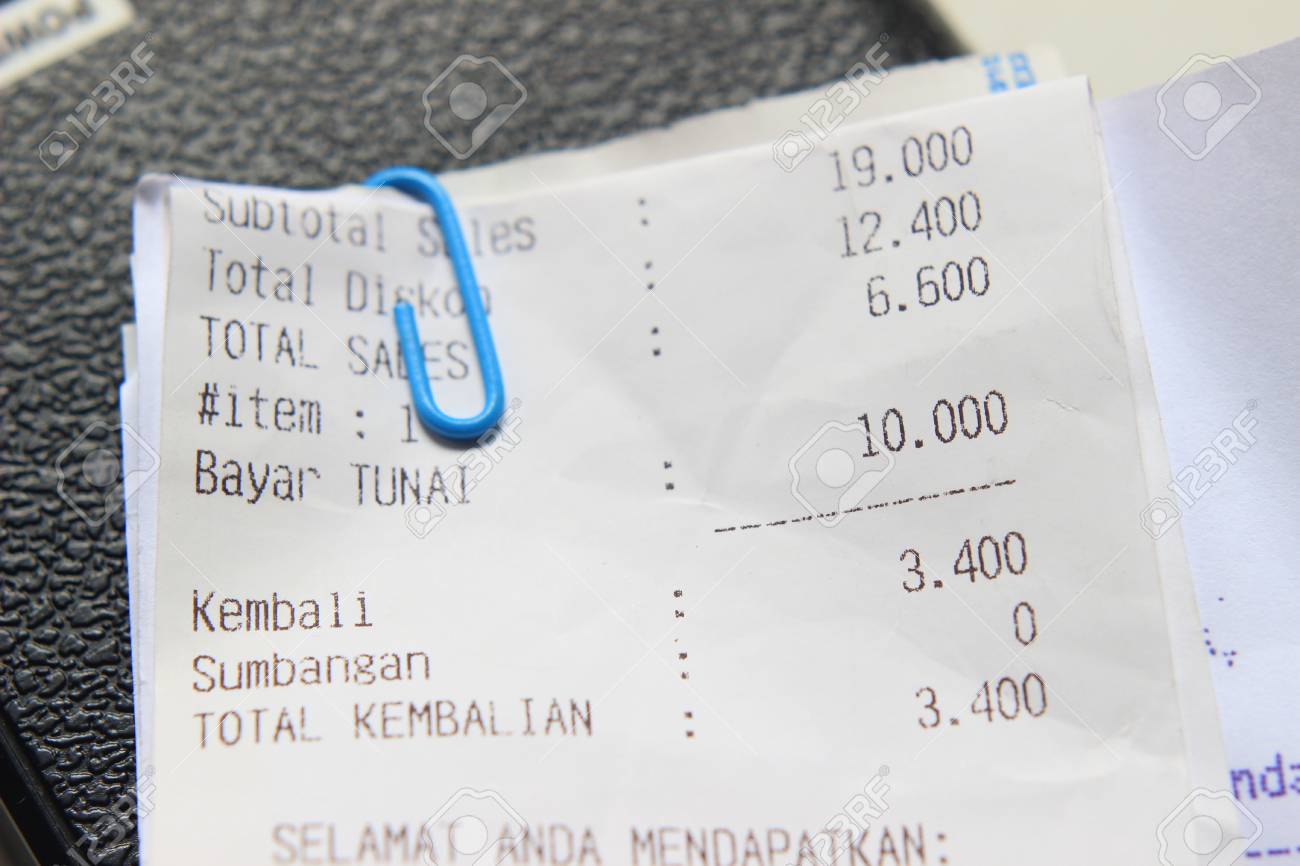 Subtotal Sales : 19.000
Total Diskon : 12.400
TOTAL SALES : 6.600
#item : 1
Bayar TUNAI : 10.000
Kembali : 3.400
Sumbangan : 0
TOTAL KEMBALIAN : 3.400
SELAMAT ANDA MENDAPATKAN:
123RF